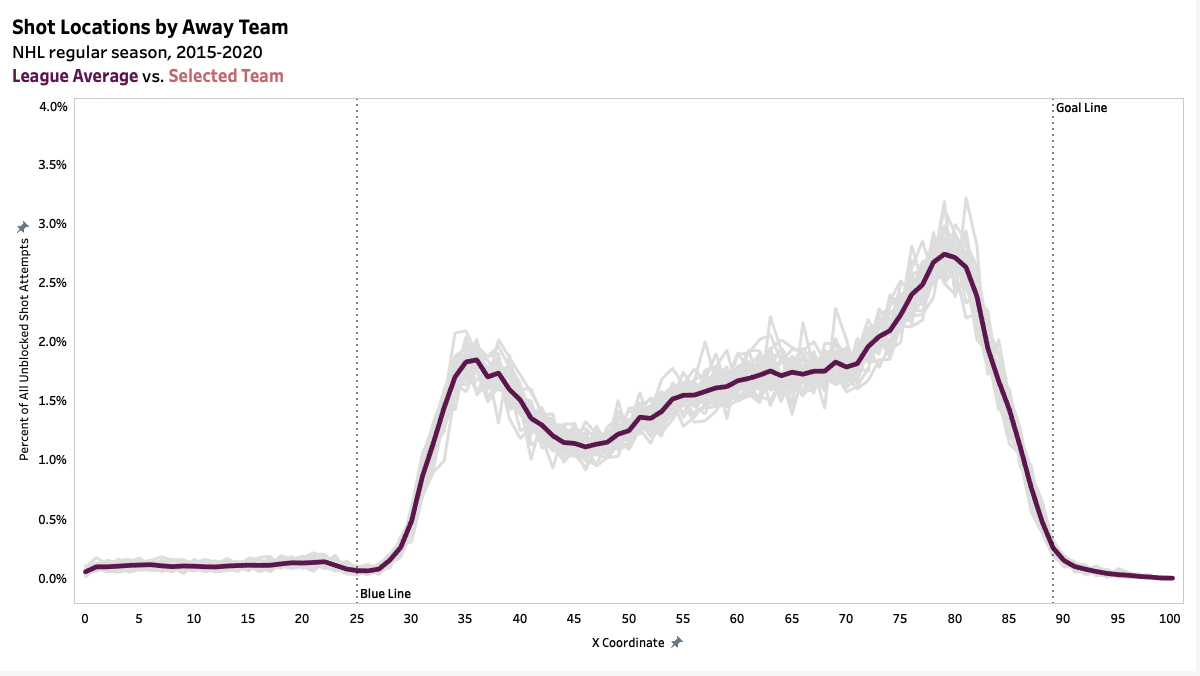 Shot Locations by Away Team
NHL regular season, 2015-2020
League Average vs. Selected Team
4.0%
3.5%
3.0%
2.5%
2.0%
1.5%
1.0%
0.5%
0.0%
Percent of All Unblocked Shot Attempts
Goal Line
Blue Line
0 5 10 15 20 25 30 35 40 45 50 55 60 65 70 75 80 85 90 95 100
X Coordinate